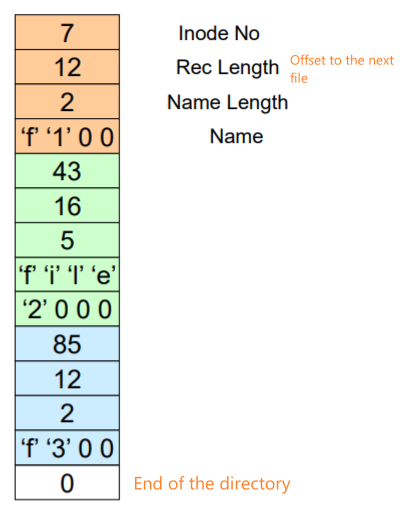 7 Inode No
12 Rec Length Offset to the next
file
2 Name Length
‘f’ ‘1’ 0 0 Name
43
16
5
‘f’ ‘i’ ‘l’ ‘e’
‘2’ 0 0 0
85
12
2
‘f’ ‘3’ 0 0
0 End of the directory